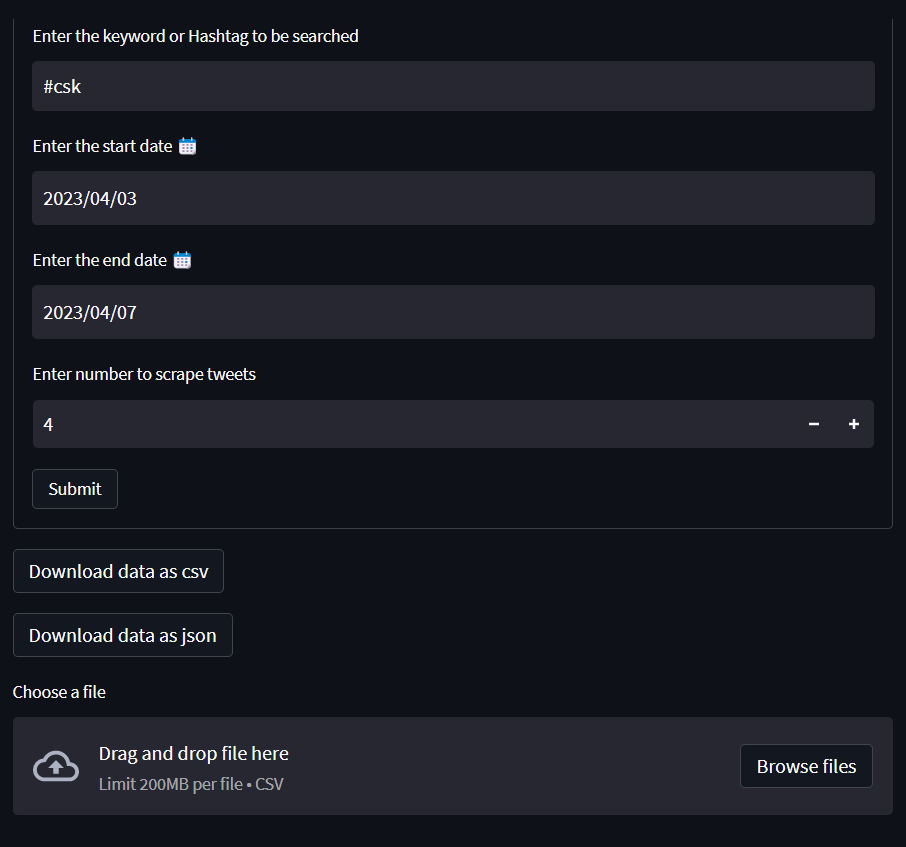 Enter the keyword or Hashtag to be searched
#csk
Enter the start date
2023/04/03
Enter the end date
2023/04/07
Enter number to scrape tweets
4
Submit
Download data as csv
Download data as json
Choose a file
Drag and drop file here
Limit 200MB per file • CSV
Browse files